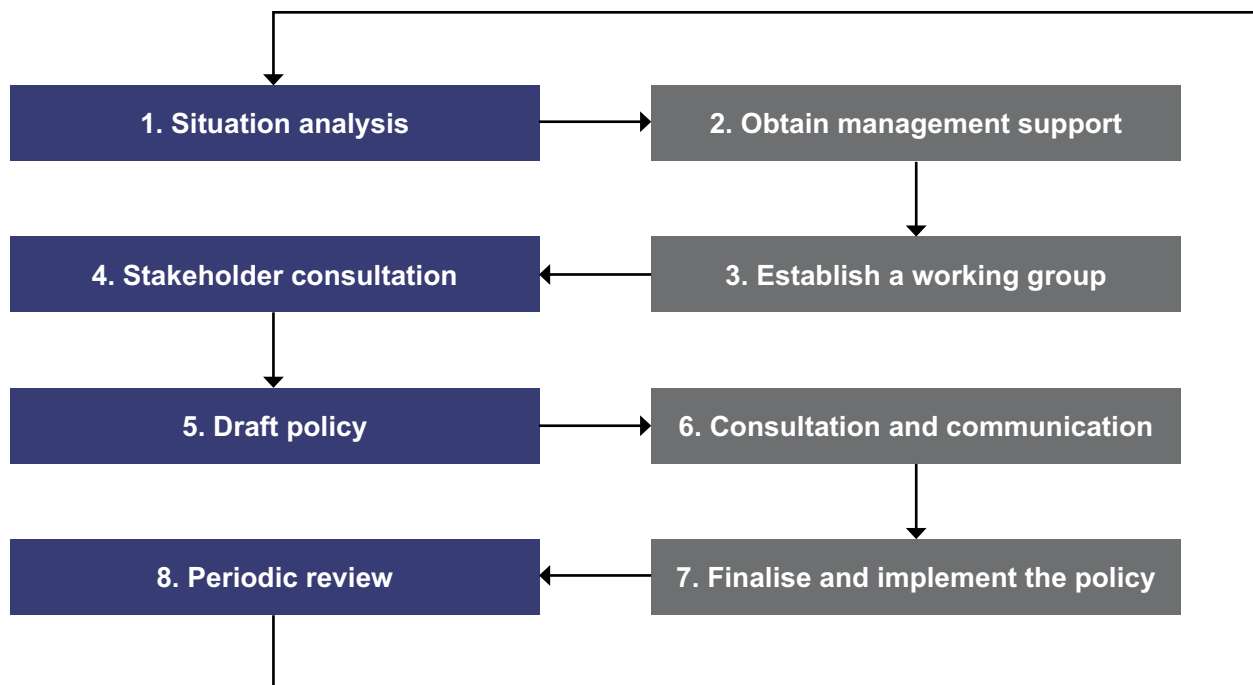 1. Situation analysis
2. Obtain management support
4. Stakeholder consultation
3. Establish a working group
5. Draft policy
6. Consultation and communication
8. Periodic review
7. Finalise and implement the policy